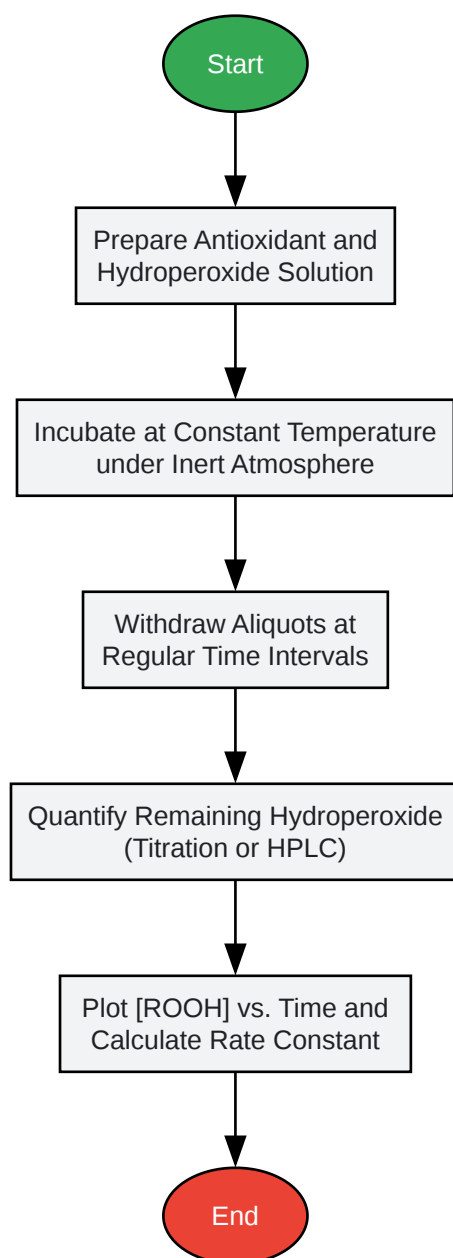 Start
Prepare Antioxidant and
Hydroperoxide Solution
Incubate at Constant Temperature
under Inert Atmosphere
Withdraw Aliquots at
Regular Time Intervals
Quantify Remaining Hydroperoxide
(Titration or HPLC)
Plot [ROOH] vs. Time and
Calculate Rate Constant
End